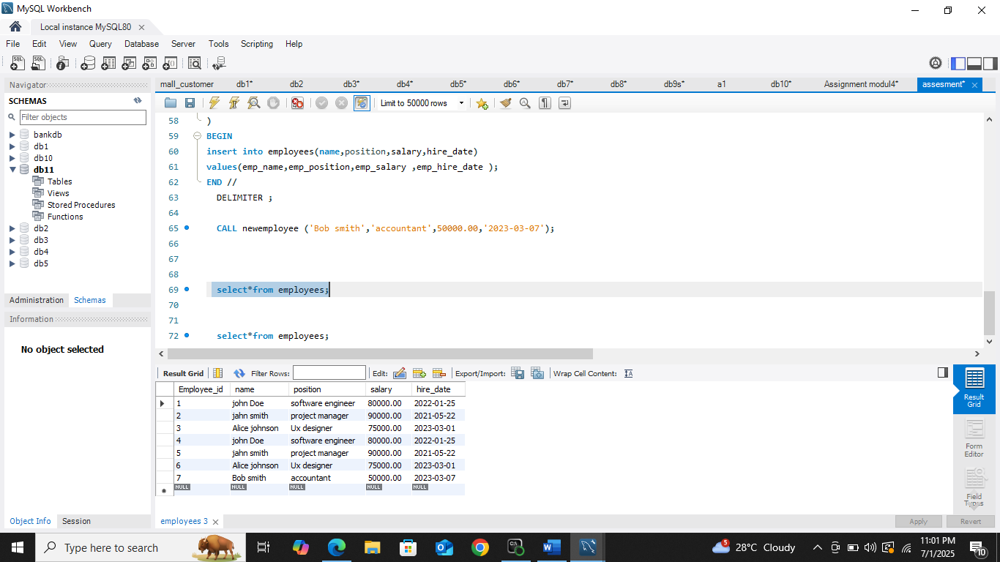 MySQL Workbench
Local instance MySQL80
File Edit View Query Database Server Tools Scripting Help
Navigator
SCHEMAS
Filter objects
bankdb
db1
db10
db11
Tables
Views
Stored Procedures
Functions
db2
db3
db4
db5
Administration Schemas
Information
No object selected
Object Info Session
mall_customer db1* db2 db3* db4* db5* db6* db7* db8* db9s* a1 db10* Assignment modul4* assesment*
Limit to 50000 rows
58 )
59 BEGIN
60 insert into employees(name,position,salary,hire_date)
61 values(emp_name,emp_position,emp_salary ,emp_hire_date );
62 END //
63 DELIMITER ;
64
65 CALL newemployee ('Bob smith','accountant',50000.00,'2023-03-07');
66
67
68
69 select*from employees;
70
71
72 select*from employees;
Result Grid Filter Rows: Edit: Export/Import: Wrap Cell Content:
Employee_id name position salary hire_date
1 john Doe software engineer 80000.00 2022-01-25
2 jahn smith project manager 90000.00 2021-05-22
3 Alice johnson Ux designer 75000.00 2023-03-01
4 john Doe software engineer 80000.00 2022-01-25
5 jahn smith project manager 90000.00 2021-05-22
6 Alice johnson Ux designer 75000.00 2023-03-01
7 Bob smith accountant 50000.00 2023-03-07
NULL NULL NULL NULL NULL
Result
Grid
Form
Editor
Field
Types
employees 3
Apply Revert
Type here to search
5
28°C Cloudy
11:01 PM
7/1/2025
10